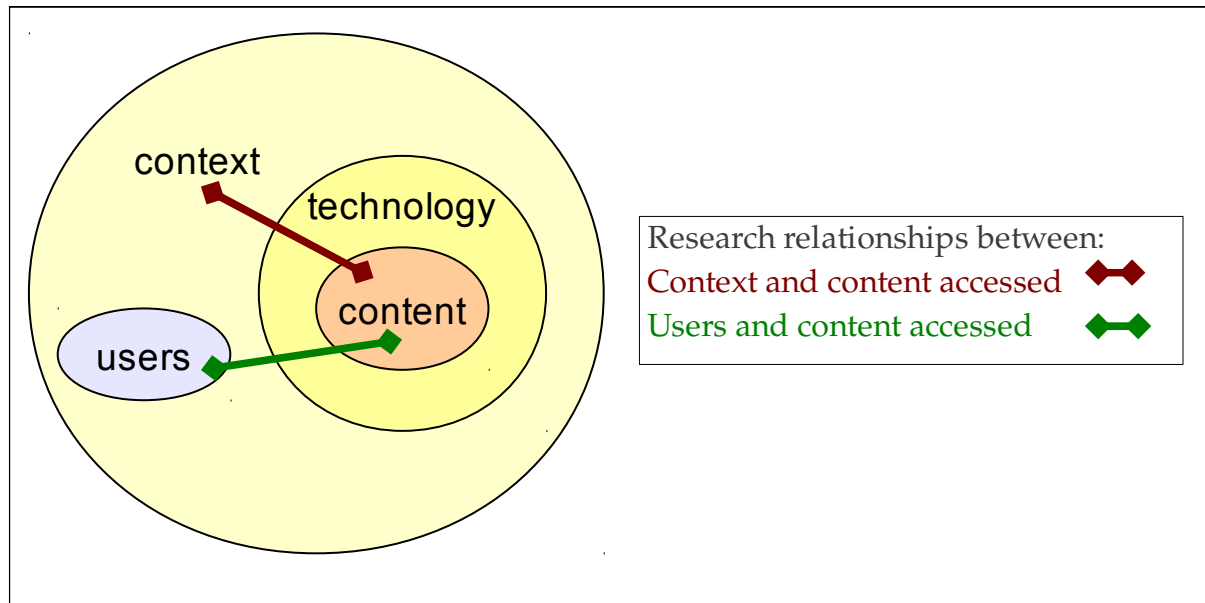 context
technology
content
users
Research relationships between:
Context and content accessed
Users and content accessed